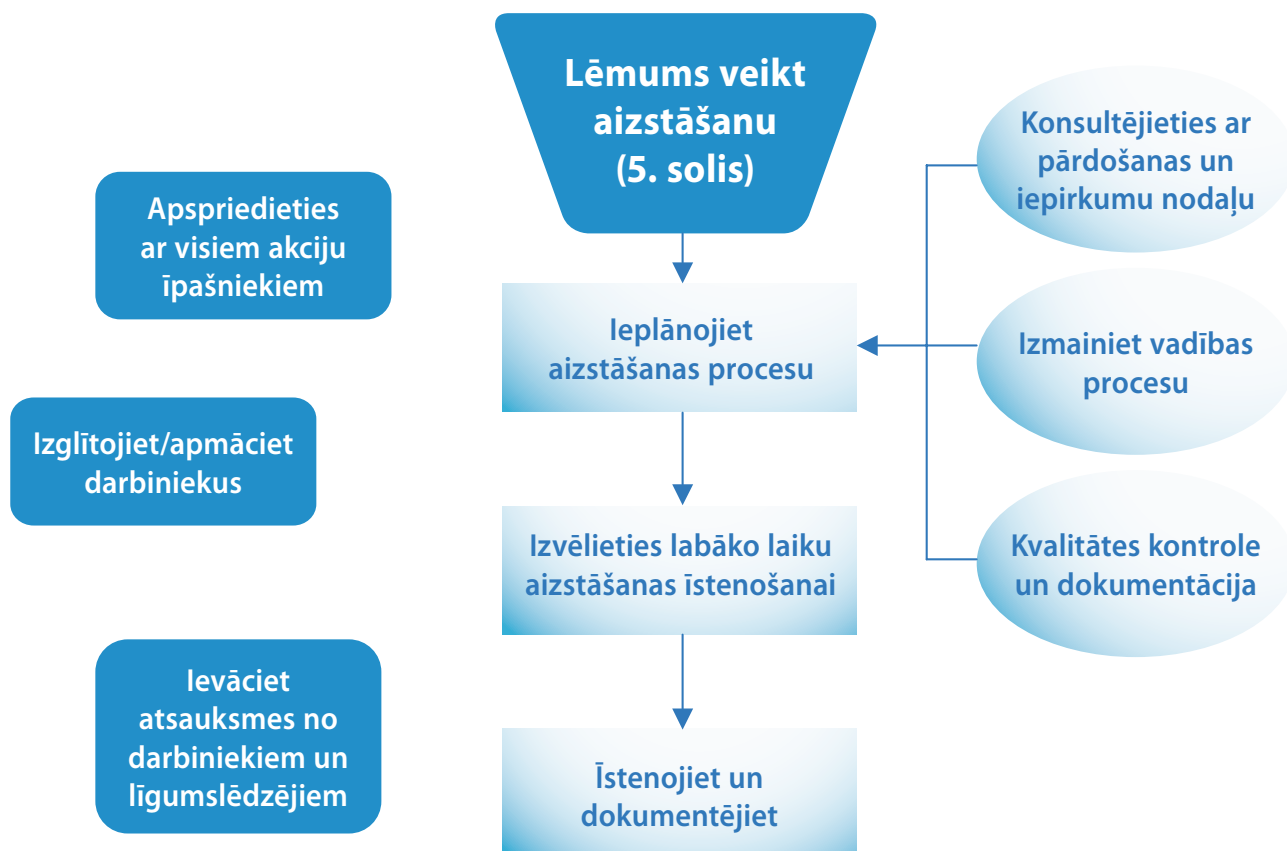 Lēmums veikt
aizstāšanu
(5. solis)
Apspriedieties
ar visiem akciju
īpašniekiem
Izglītojiet/apmāciet
darbiniekus
Ievāciet
atsauksmes no
darbiniekiem un
līgumslēdzējiem
Ieplānojiet
aizstāšanas procesu
Izvēlieties labāko laiku
aizstāšanas īstenošanai
Īstenojiet un
dokumentējiet
Konsultējieties ar
pārdošanas un
iepirkumu nodaļu
Izmainiet vadības
procesu
Kvalitātes kontrole
un dokumentācija